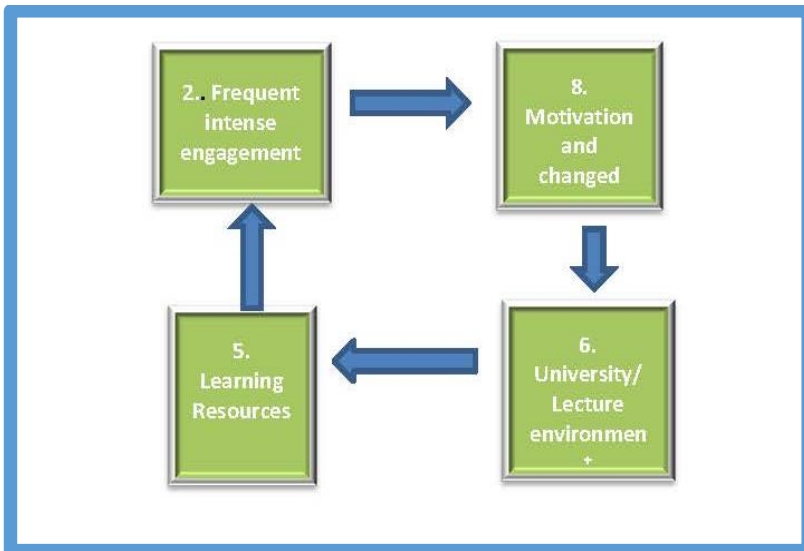 2.. Frequent
intense
engagement
8.
Motivation
and
changed
5.
Learning
Resources
6.
University/
Lecture
environmen